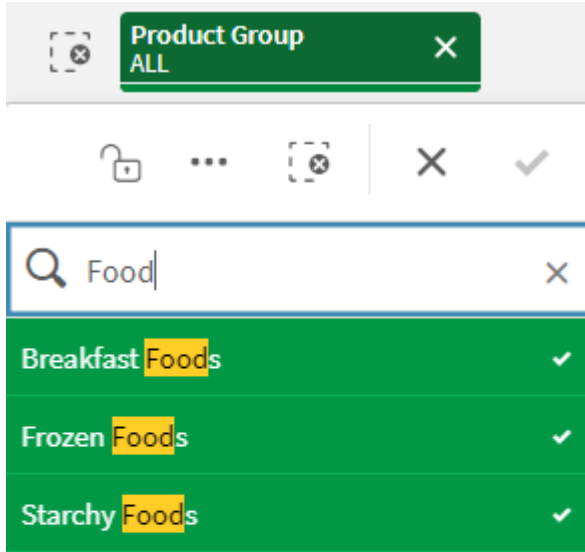 Product Group
ALL
Food
Breakfast Foods
Frozen Foods
Starchy Foods